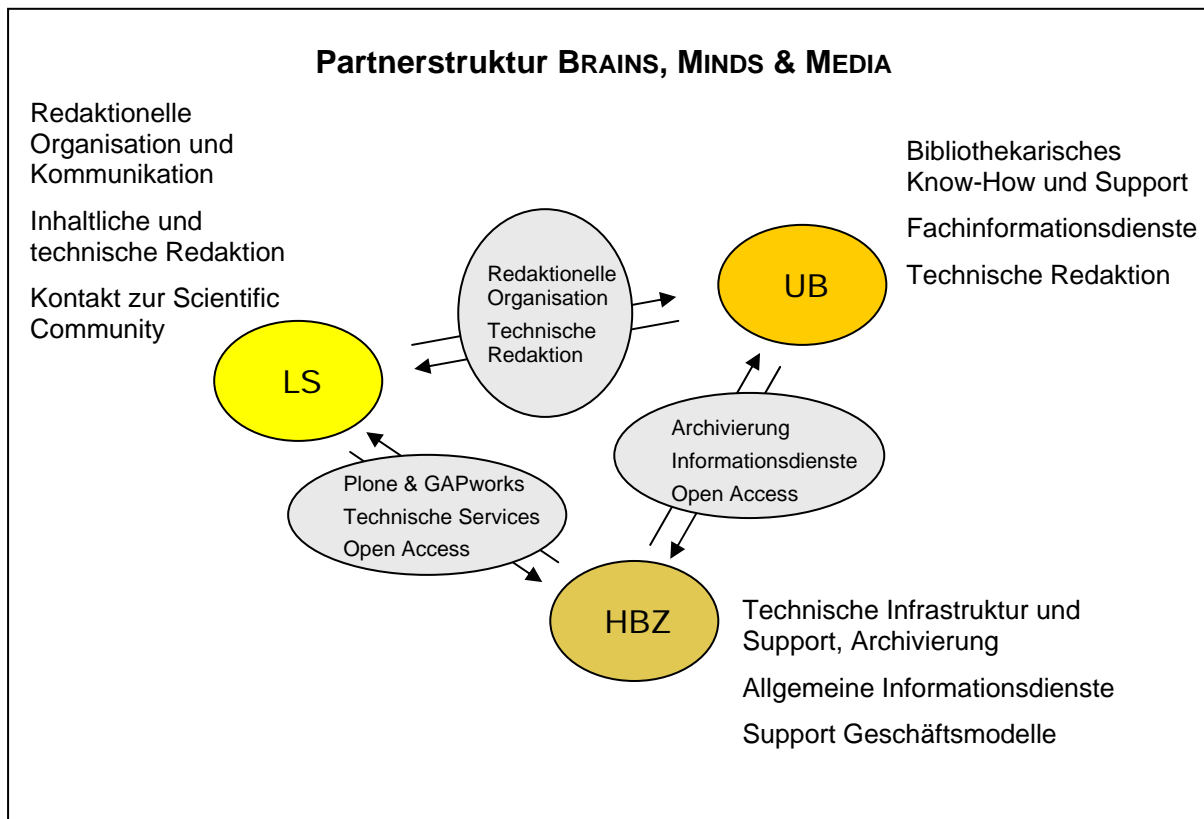 Partnerstruktur BRAINS, MINDS & MEDIA
Redaktionelle
Organisation und
Kommunikation
Inhaltliche und
technische Redaktion
Kontakt zur Scientific
Community
Bibliothekarisches
Know-How und Support
Fachinformationsdienste
Technische Redaktion
Redaktionelle
Organisation
Technische
Redaktion
UB
LS
Archivierung
Informationsdienste
Open Access
Plone & GAPworks
Technische Services
Open Access
HBZ
Technische Infrastruktur und
Support, Archivierung
Allgemeine Informationsdienste
Support Geschäftsmodelle